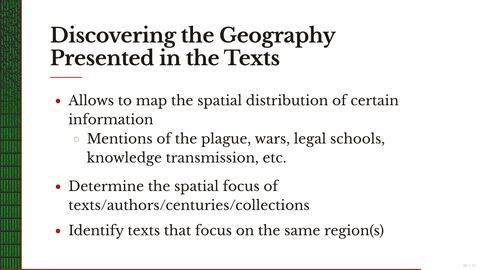 Discovering the Geography
Presented in the Texts
Allows to map the spatial distribution of certain
information
Mentions of the plague, wars, legal schools,
knowledge transmission, etc.
Determine the spatial focus of
texts/authors/centuries/collections
Identify texts that focus on the same region(s)